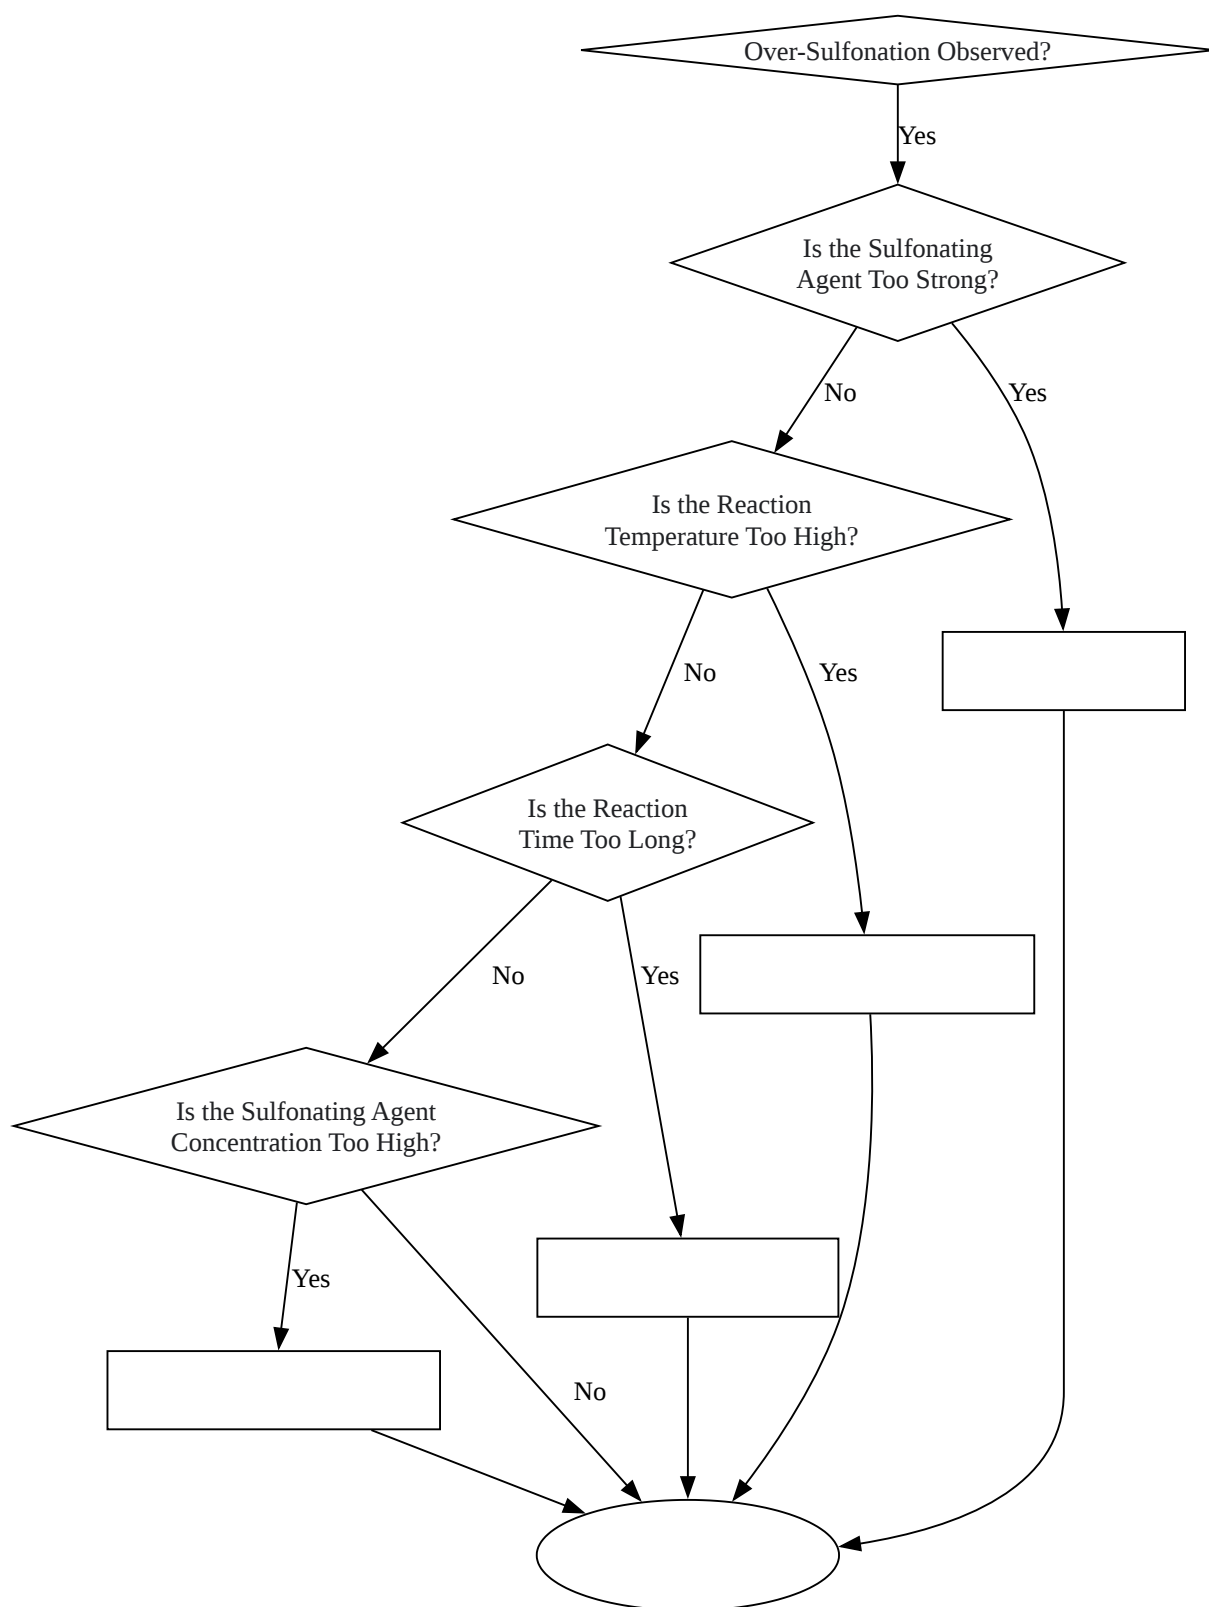 Over-Sulfonation Observed?
Yes
Is the Sulfonating
Agent Too Strong?
No
Yes
Is the Reaction
Temperature Too High?
No
Yes
Is the Reaction
Time Too Long?
No
Yes
Is the Sulfonating Agent
Concentration Too High?
Yes
No